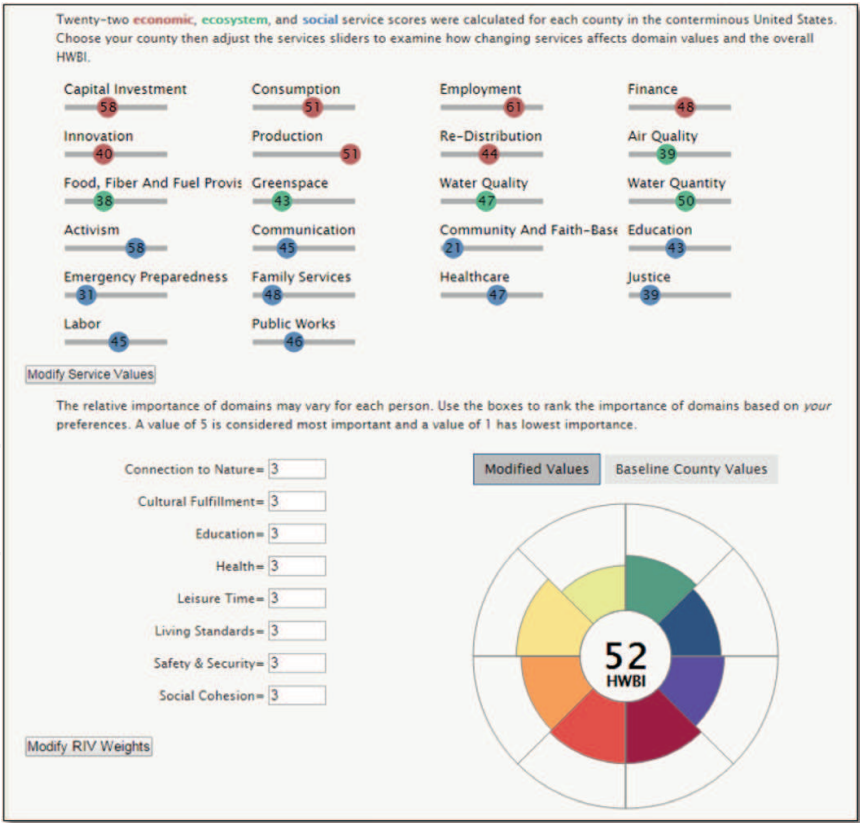 Twenty-two economic, ecosystem, and social service scores were calculated for each county in the conterminous United States.
Choose your county then adjust the services sliders to examine how changing services affects domain values and the overall
HWBI.
Capital Investment Consumption Employment Finance
58 51 61 48
Innovation Production Re-Distribution Air Quality
40 51 44 39
Food, Fiber And Fuel Provis Greenspace Water Quality Water Quantity
38 43 47 50
Activism Communication Community And Faith-Base Education
58 45 21 43
Emergency Preparedness Family Services Healthcare Justice
31 48 47 39
Labor Public Works
45 46
Modify Service Values
The relative importance of domains may vary for each person. Use the boxes to rank the importance of domains based on your
preferences. A value of 5 is considered most important and a value of 1 has lowest importance.
Connection to Nature= 3
Cultural Fulfillment= 3
Education= 3
Health= 3
Leisure Time= 3
Living Standards= 3
Safety & Security= 3
Social Cohesion= 3
Modify RIV Weights
Modified Values Baseline County Values
52
HWBI